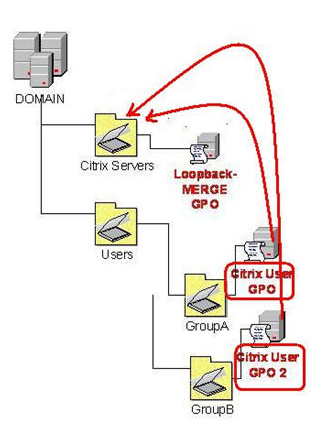 DOMAIN
Citrix Servers
Loopback-
MERGE
GPO
Users
Citrix User
GPO
GroupA
Citrix User
GPO 2
GroupB